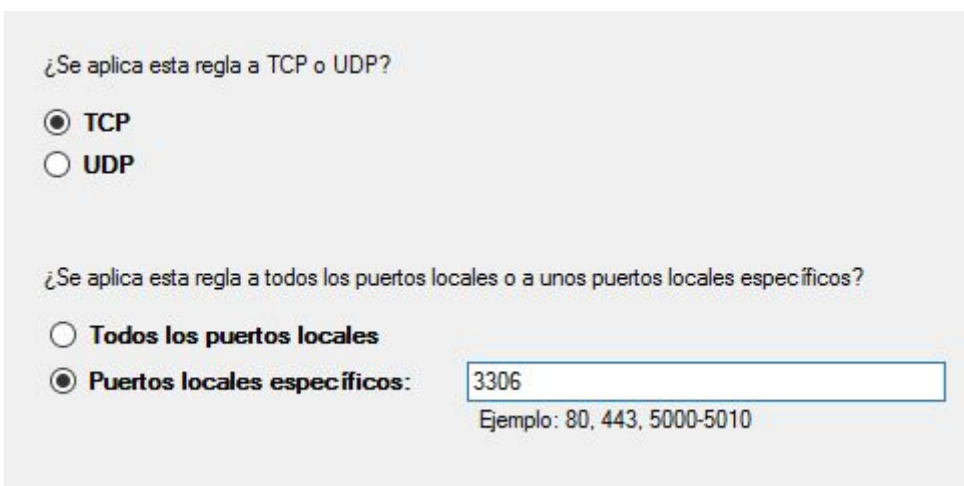 ¿Se aplica esta regla a TCP o UDP?
TCP
UDP
¿Se aplica esta regla a todos los puertos locales o a unos puertos locales específicos?
Todos los puertos locales
Puertos locales específicos: 3306
Ejemplo: 80, 443, 5000-5010